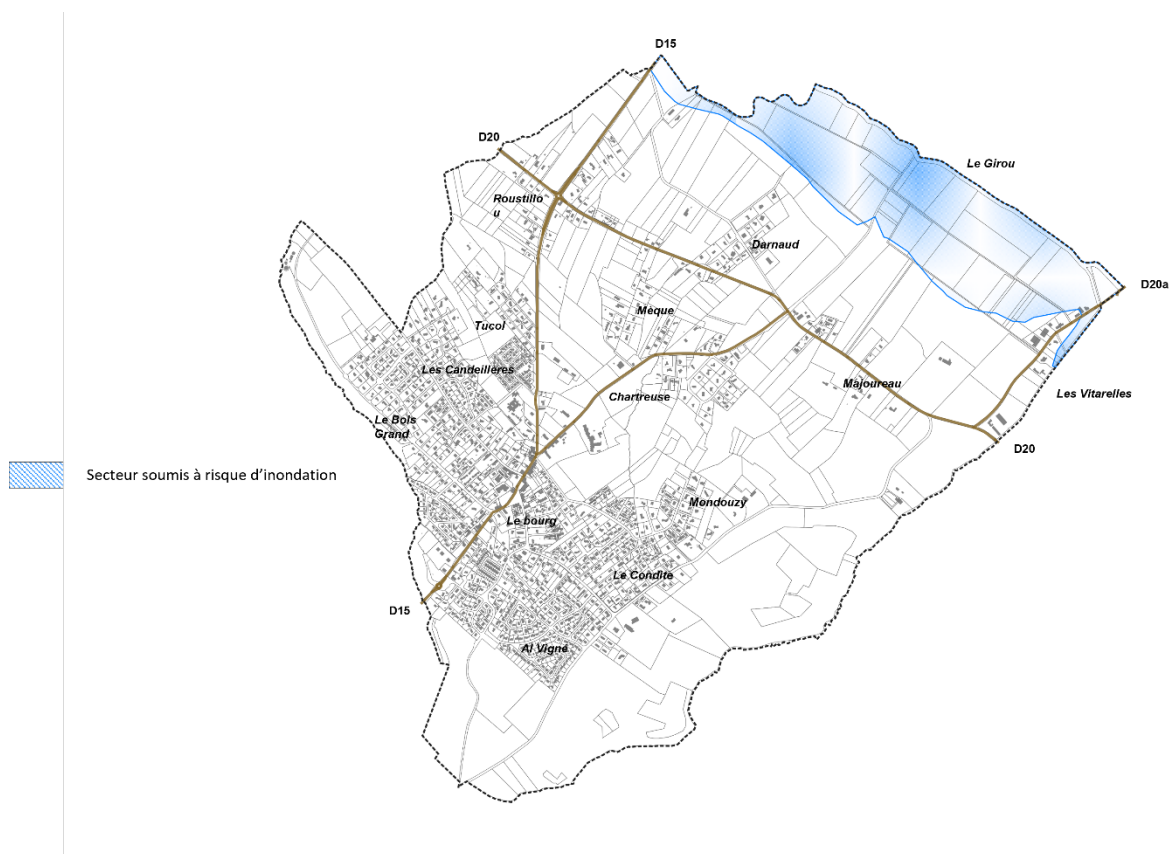 D15
D20
Le Girou
Roustillo
u
Darnaud
D20a
Mèque
Tucol
Les Candeillères
Majoureau
Les Vitarelles
Chartreuse
Le Bois
Grand
D20
Secteur soumis à risque d'inondation
Mondouzy
Le bourg
Le Condite
D15
Al Vigné